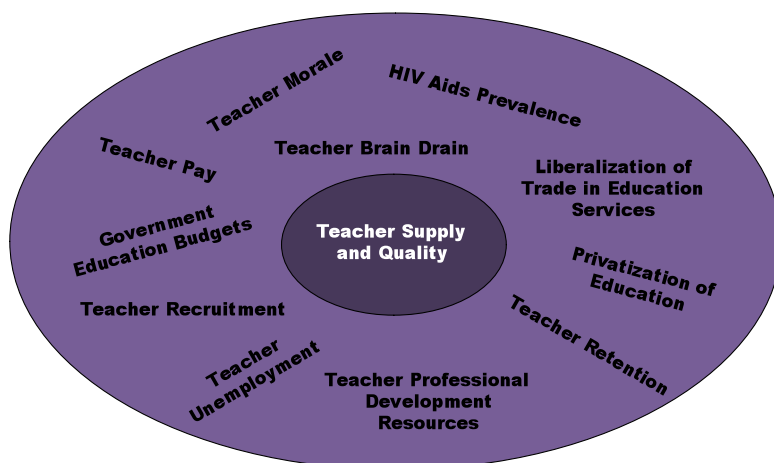 Teacher Morale
HIV Aids Prevalence
Teacher Pay
Teacher Brain Drain
Liberalization of
Trade in Education
Services
Government
Education Budgets
Teacher Supply
and Quality
Privatization of
Education
Teacher Recruitment
Teacher Retention
Teacher
Unemployment
Teacher Professional
Development
Resources